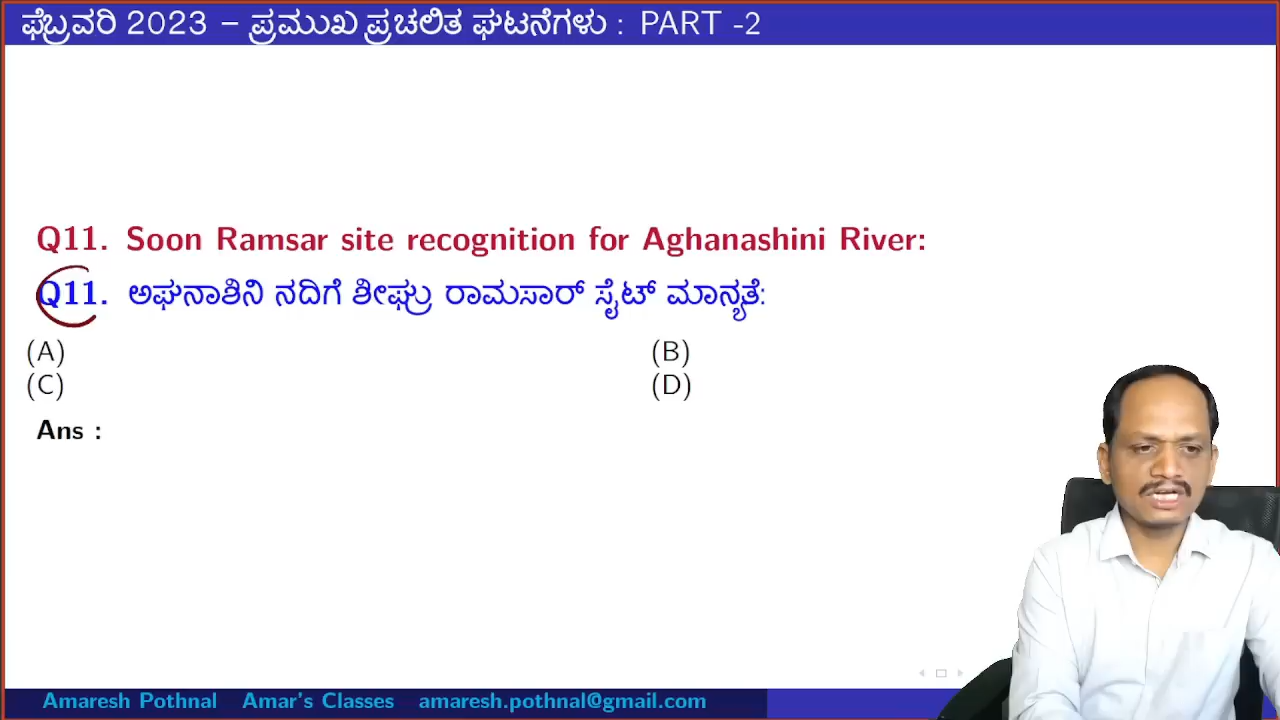 ಫೆಬ್ರವರಿ 2023 – ಪ್ರಮುಖ ಪ್ರಚಲಿತ ಘಟನೆಗಳು : PART -2
Q11. Soon Ramsar site recognition for Aghanashini River:
Q11. ಅಘನಾಶಿನಿ ನದಿಗೆ ಶೀಘ್ರ ರಾಮಸಾರ್ ಸೈಟ್ ಮಾನ್ಯತೆ:
(A) (B)
(C) (D)
Ans :
Amaresh Pothnal Amar's Classes amaresh.pothnal@gmail.com